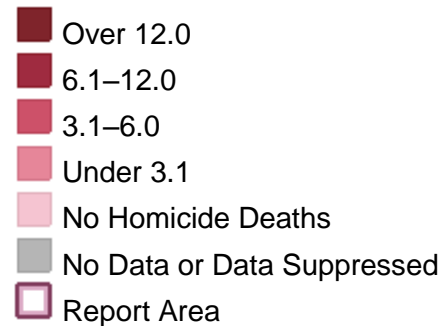 Over 12.0
6.1–12.0
3.1–6.0
Under 3.1
No Homicide Deaths
No Data or Data Suppressed
Report Area